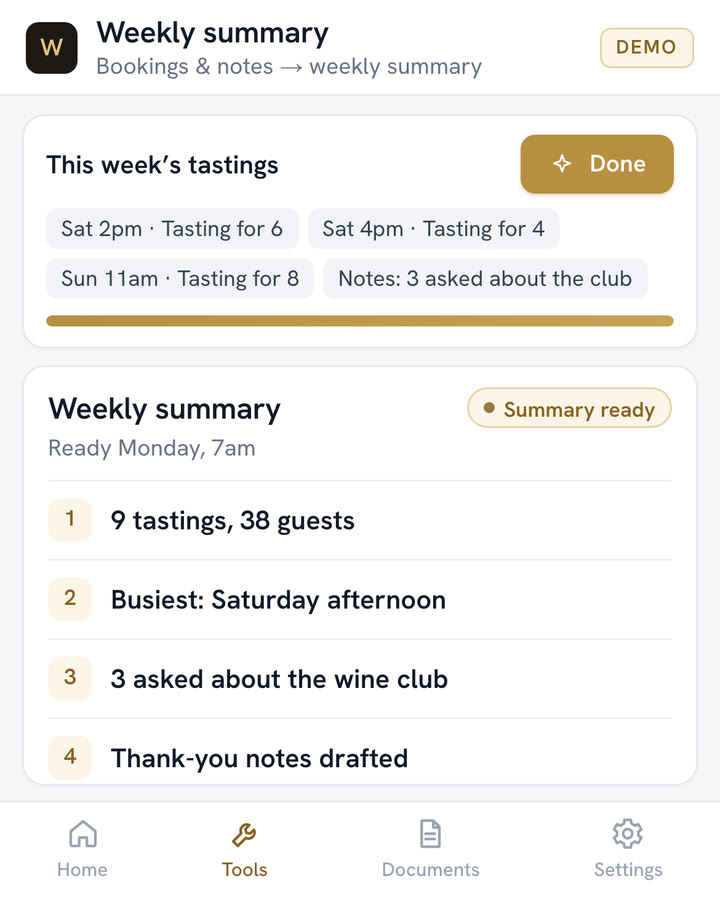 W
Weekly summary
Bookings & notes → weekly summary
DEMO
This week’s tastings
Done
Sat 2pm · Tasting for 6
Sat 4pm · Tasting for 4
Sun 11am · Tasting for 8
Notes: 3 asked about the club
Weekly summary
Summary ready
Ready Monday, 7am
1
9 tastings, 38 guests
2
Busiest: Saturday afternoon
3
3 asked about the wine club
4
Thank-you notes drafted
Home
Tools
Documents
Settings